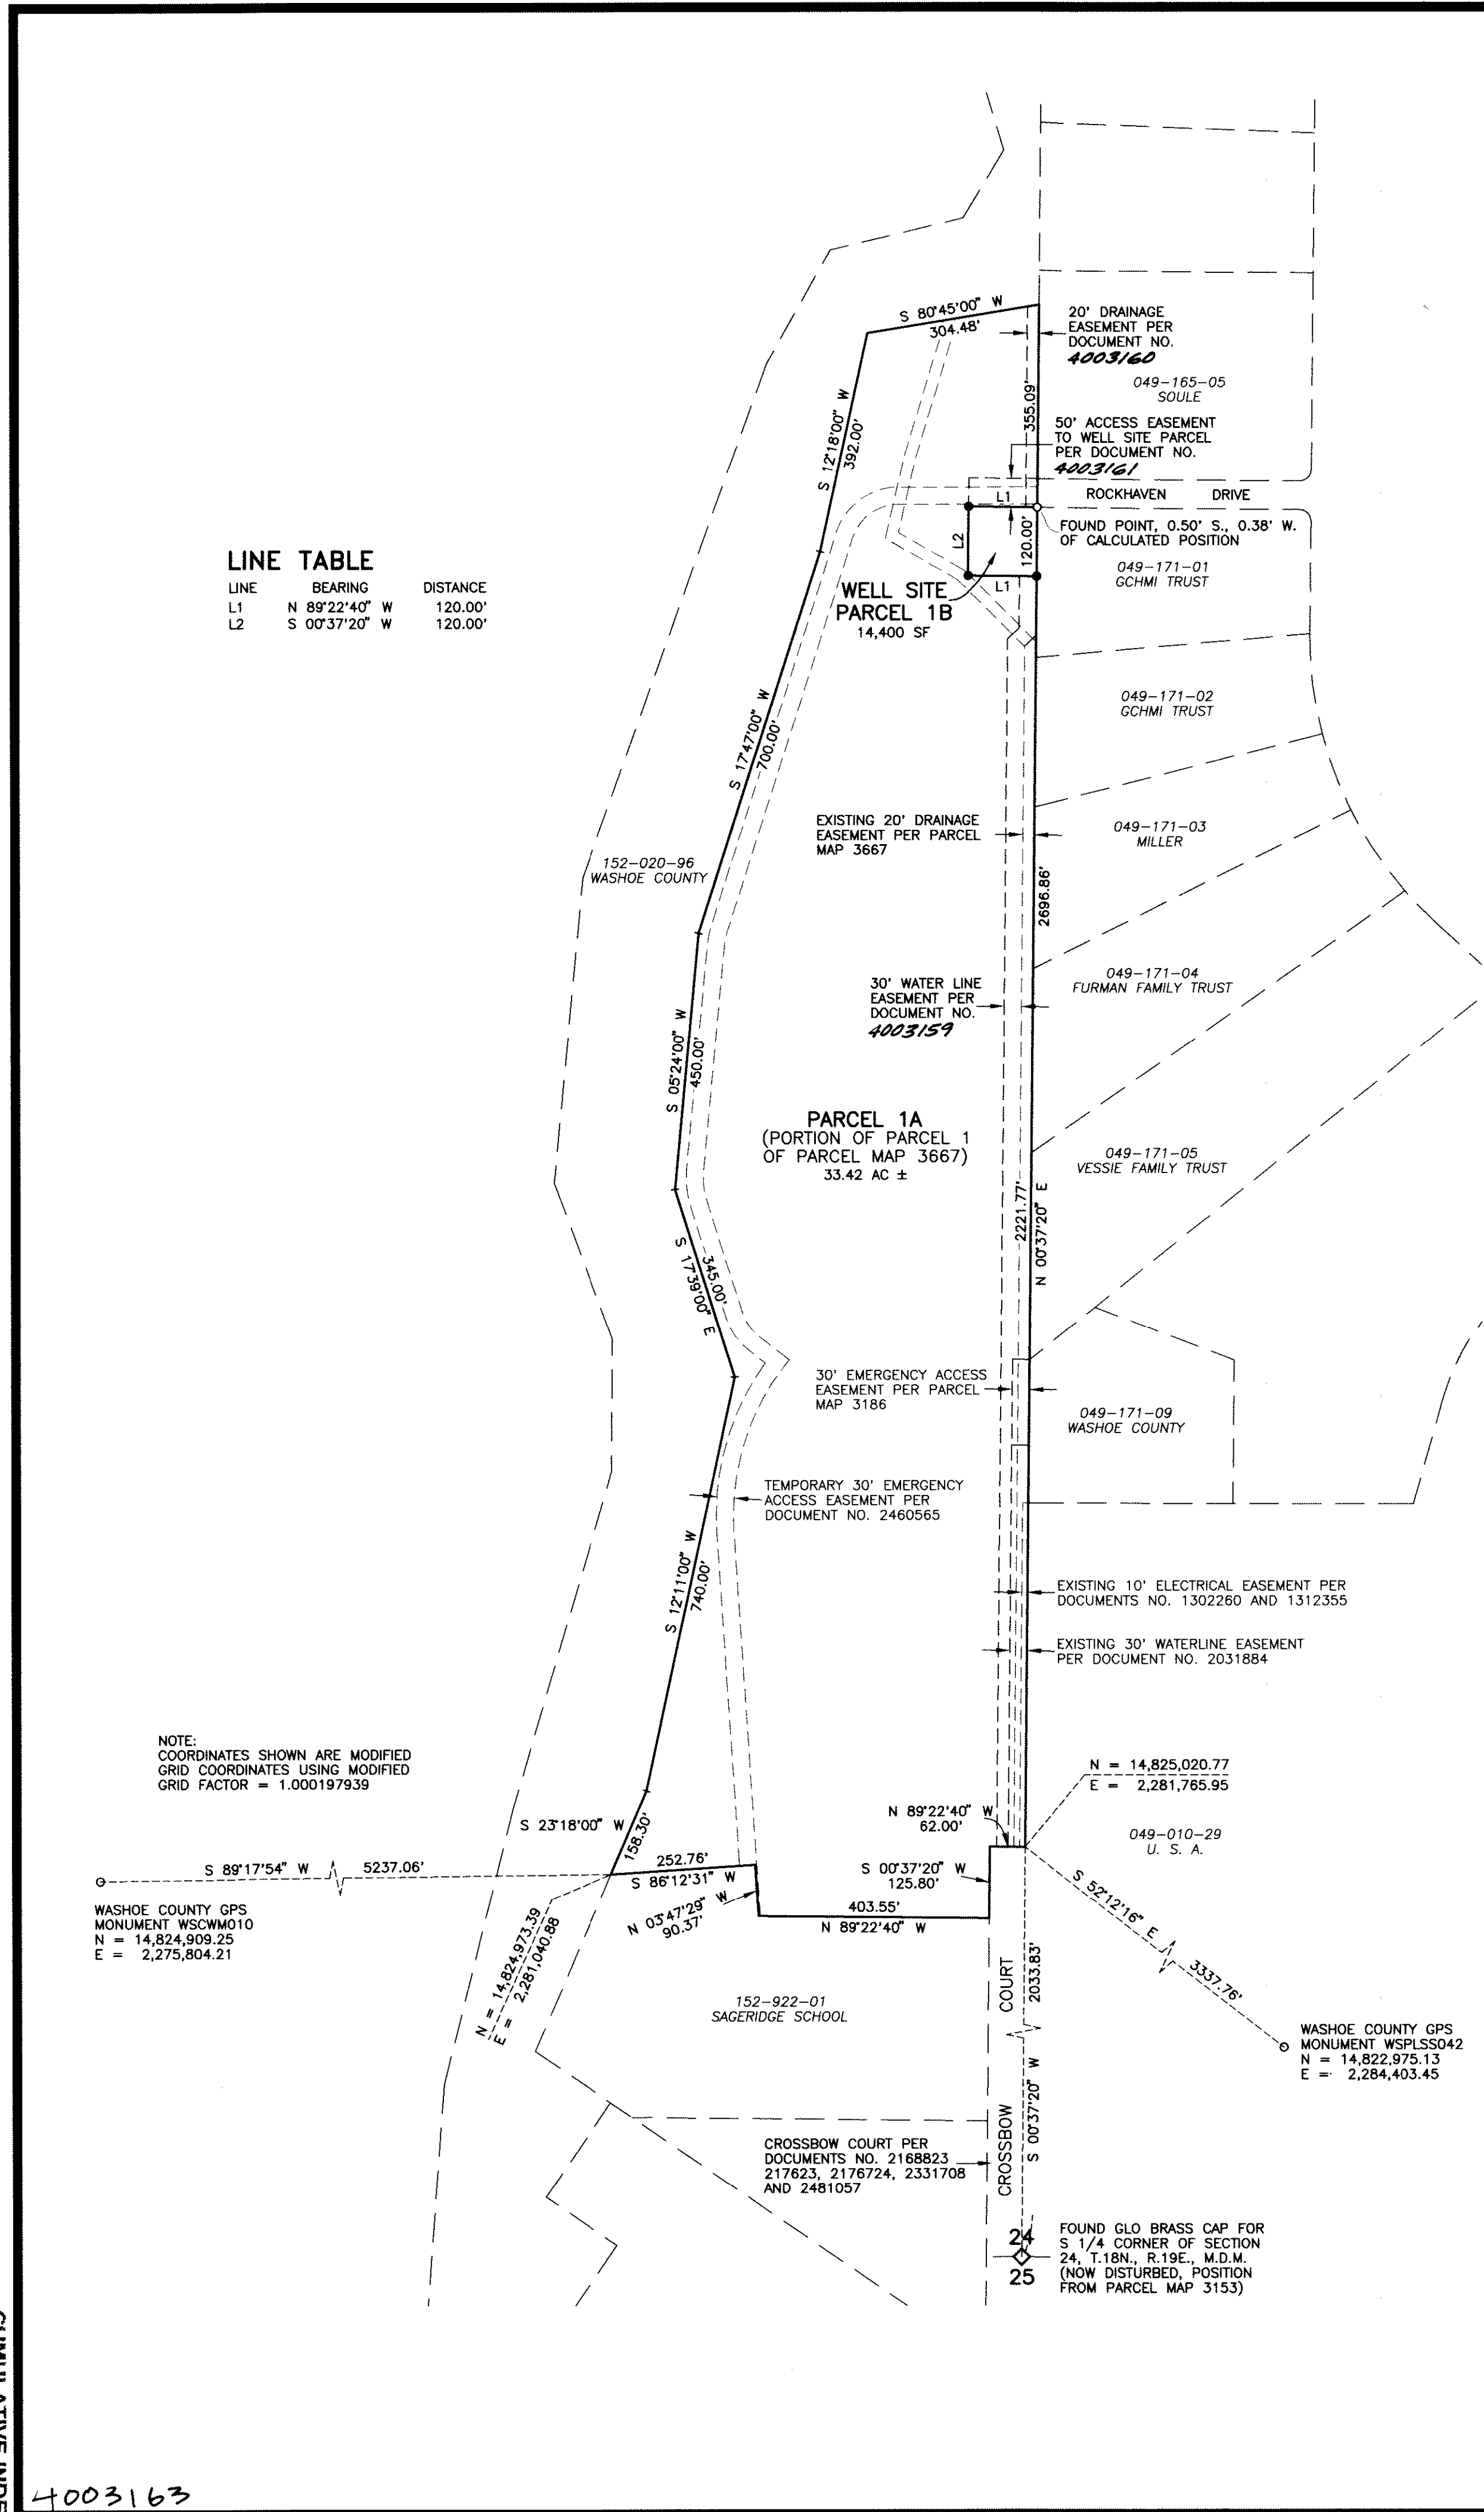 S 80°45'00" W
304.48'
20' DRAINAGE
EASEMENT PER
DOCUMENT NO.
4003160
049-165-05
SOULE
355.09'
S 12°18'00" W
392.00'
50' ACCESS EASEMENT
TO WELL SITE PARCEL
PER DOCUMENT NO.
4003161
L1
ROCKHAVEN DRIVE
FOUND POINT, 0.50' S., 0.38' W.
OF CALCULATED POSITION
L2
120.00'
049-171-01
GCHMI TRUST
L1
LINE TABLE
LINE BEARING DISTANCE
L1 N 89°22'40" W 120.00'
L2 S 00°37'20" W 120.00'
WELL SITE
PARCEL 1B
14,400 SF
049-171-02
GCHMI TRUST
S 17°47'00" W
700.00'
EXISTING 20' DRAINAGE
EASEMENT PER PARCEL
MAP 3667
049-171-03
MILLER
152-020-96
WASHOE COUNTY
2696.86'
30' WATER LINE
EASEMENT PER
DOCUMENT NO.
4003159
049-171-04
FURMAN FAMILY TRUST
S 05°24'00" W
450.00'
PARCEL 1A
(PORTION OF PARCEL 1
OF PARCEL MAP 3667)
33.42 AC ±
049-171-05
VESSIE FAMILY TRUST
2221.77'
N 00°37'20" E
345.00'
S 17°39'00" E
30' EMERGENCY ACCESS
EASEMENT PER PARCEL
MAP 3186
049-171-09
WASHOE COUNTY
TEMPORARY 30' EMERGENCY
ACCESS EASEMENT PER
DOCUMENT NO. 2460565
S 12°11'00" W
740.00'
EXISTING 10' ELECTRICAL EASEMENT PER
DOCUMENTS NO. 1302260 AND 1312355
EXISTING 30' WATERLINE EASEMENT
PER DOCUMENT NO. 2031884
NOTE:
COORDINATES SHOWN ARE MODIFIED
GRID COORDINATES USING MODIFIED
GRID FACTOR = 1.000197939
N = 14,825,020.77
E = 2,281,765.95
N 89°22'40" W
62.00'
S 23°18'00" W
158.30'
049-010-29
U. S. A.
S 89°17'54" W 5237.06'
252.76'
S 86°12'31" W
S 00°37'20" W
125.80'
S 52°12'16" E
3337.76'
WASHOE COUNTY GPS
MONUMENT WSCWM010
N = 14,824,909.25
E = 2,275,804.21
N 03°47'29" W
90.37'
403.55'
N 89°22'40" W
N = 14,824,973.39
E = 2,281,040.88
152-922-01
SAGERIDGE SCHOOL
CROSSBOW COURT
2033.83'
S 00°37'20" W
WASHOE COUNTY GPS
MONUMENT WSPLSS042
N = 14,822,975.13
E = 2,284,403.45
CROSSBOW COURT PER
DOCUMENTS NO. 2168823
217623, 2176724, 2331708
AND 2481057
24
25
FOUND GLO BRASS CAP FOR
S 1/4 CORNER OF SECTION
24, T.18N., R.19E., M.D.M.
(NOW DISTURBED, POSITION
FROM PARCEL MAP 3153)
4003163